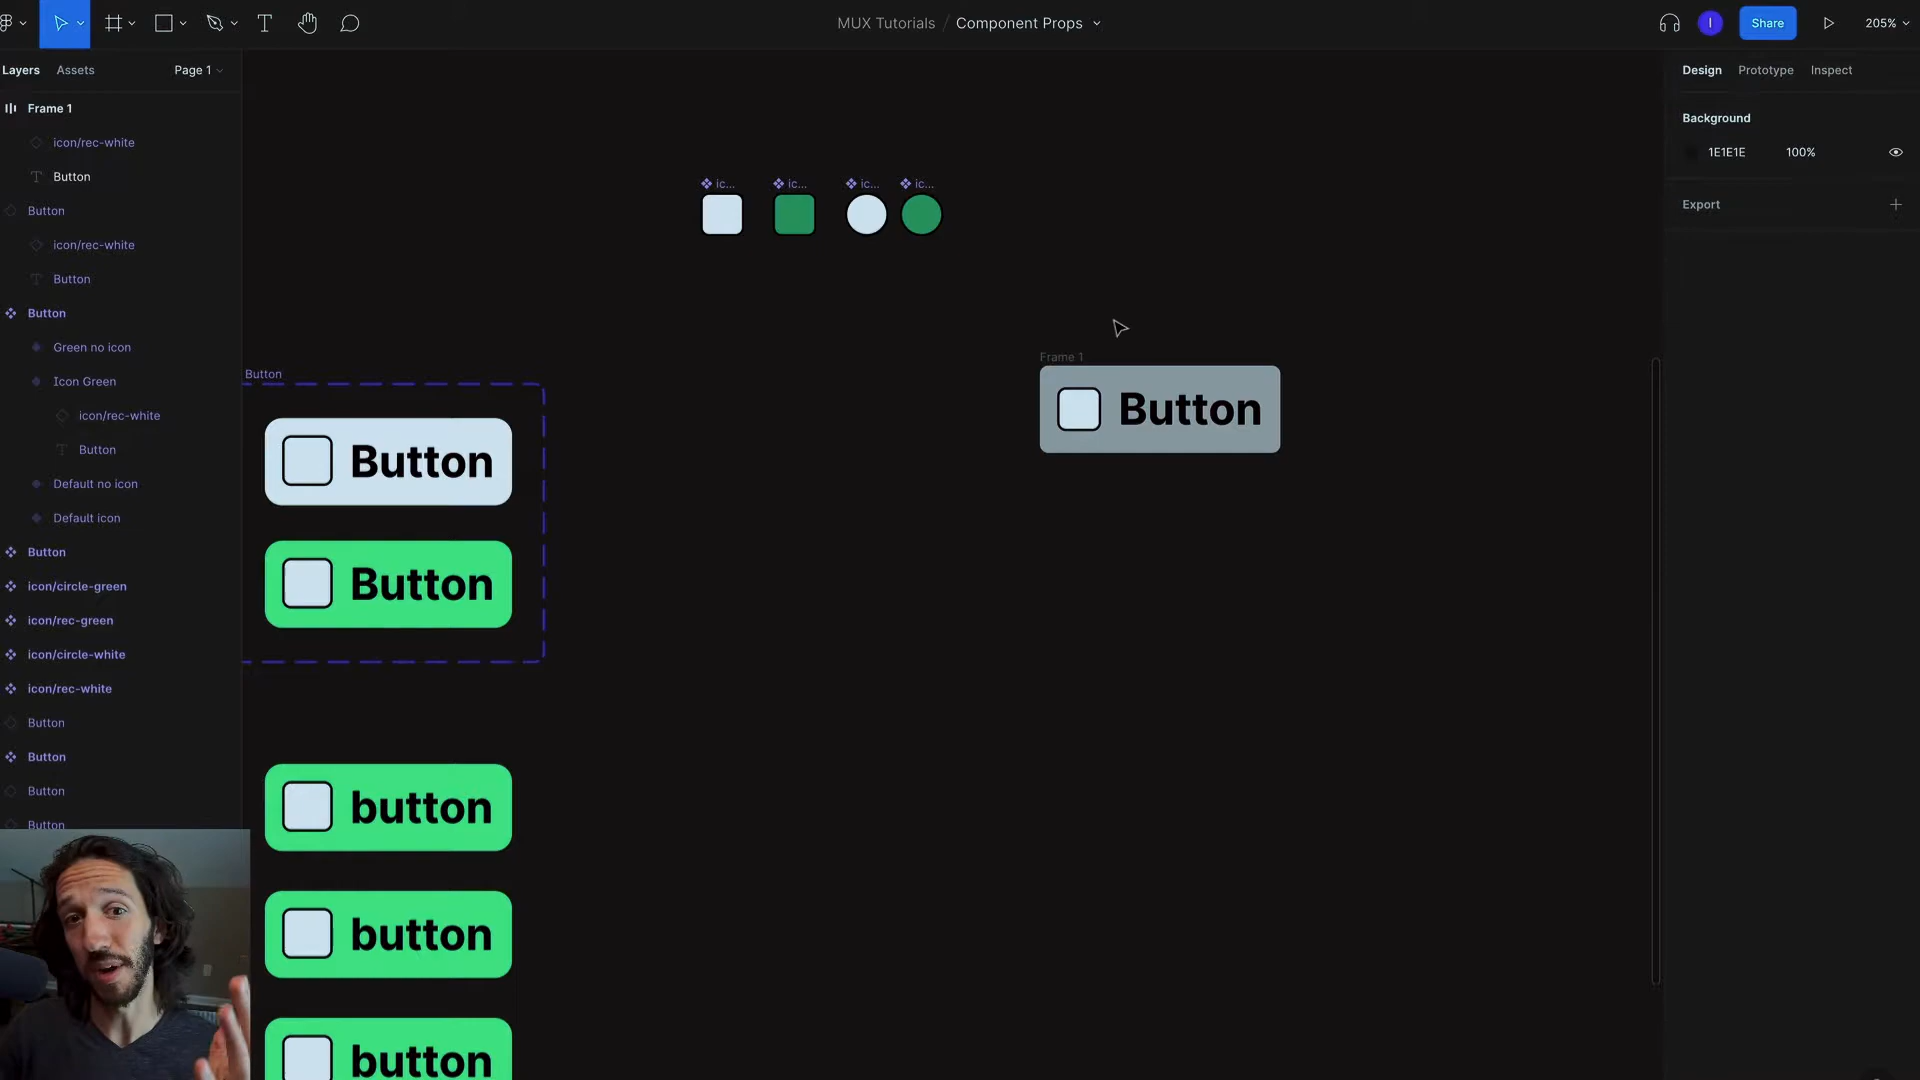 MUX Tutorials / Component Props
Share
205%
Layers
Assets
Page 1
Frame 1
icon/rec-white
Button
Button
icon/rec-white
Button
Button
Green no icon
Icon Green
icon/rec-white
Button
Default no icon
Default icon
Button
icon/circle-green
icon/rec-green
icon/circle-white
icon/rec-white
Button
Button
Button
Button
ic...
ic...
ic...
ic...
Button
Button
Button
button
button
button
Frame 1
Button
Design
Prototype
Inspect
Background
1E1E1E
100%
Export